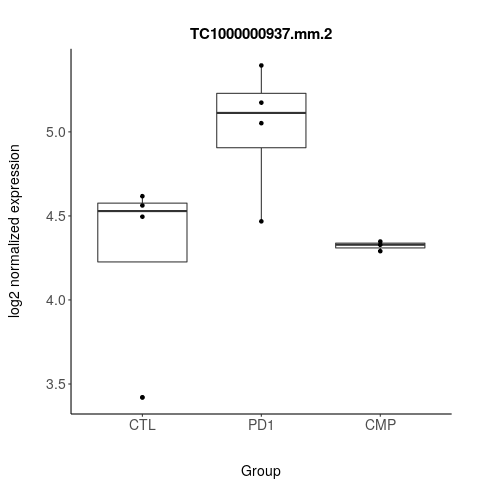 TC1000000937.mm.2
log2 normalized expression
5.0
4.5
4.0
3.5
CTL PD1 CMP
Group